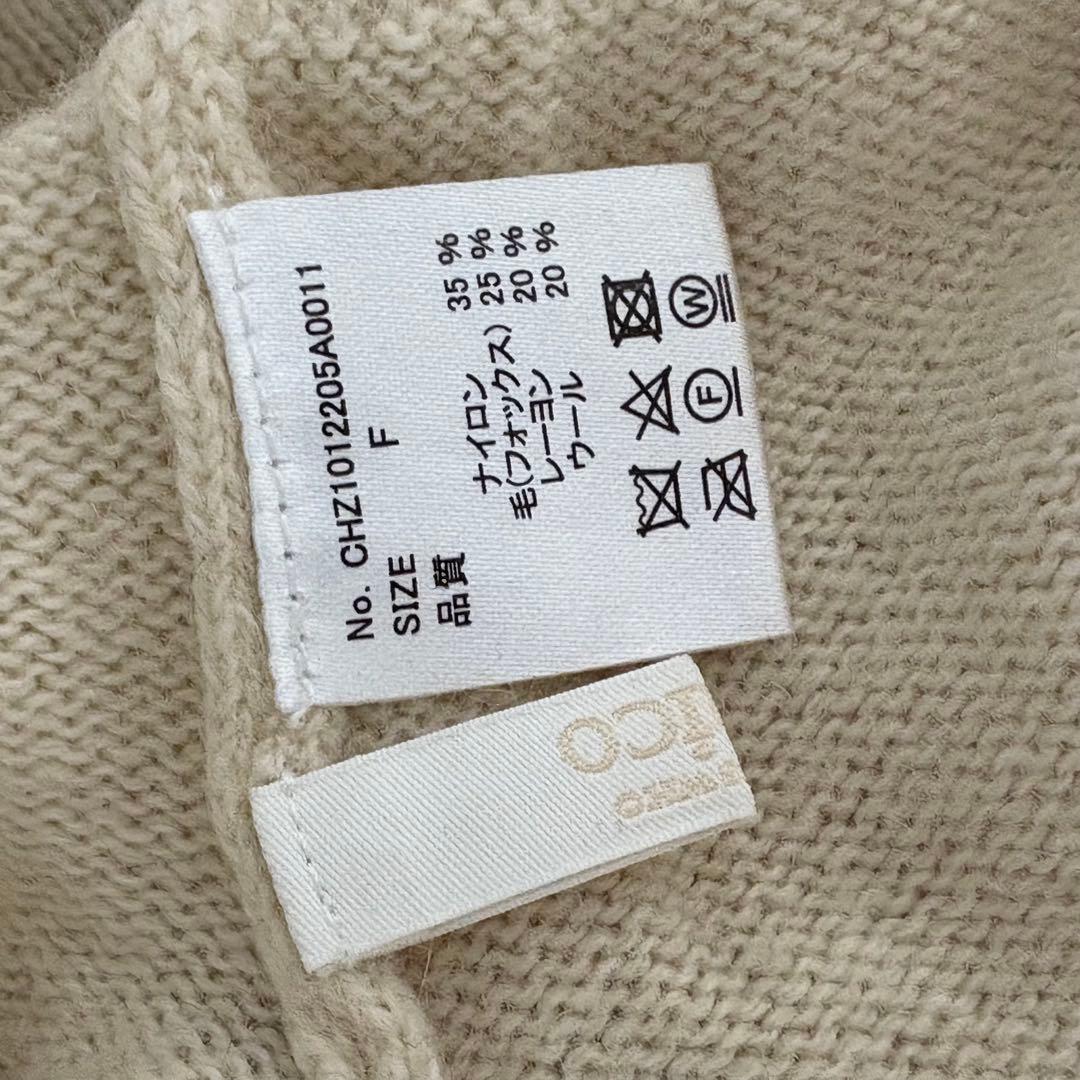 No. CHZ1012205A0011
SIZE F
品質
ナイロン 35 %
毛(フォックス) 25 %
レーヨン 20 %
ウール 20 %
F W